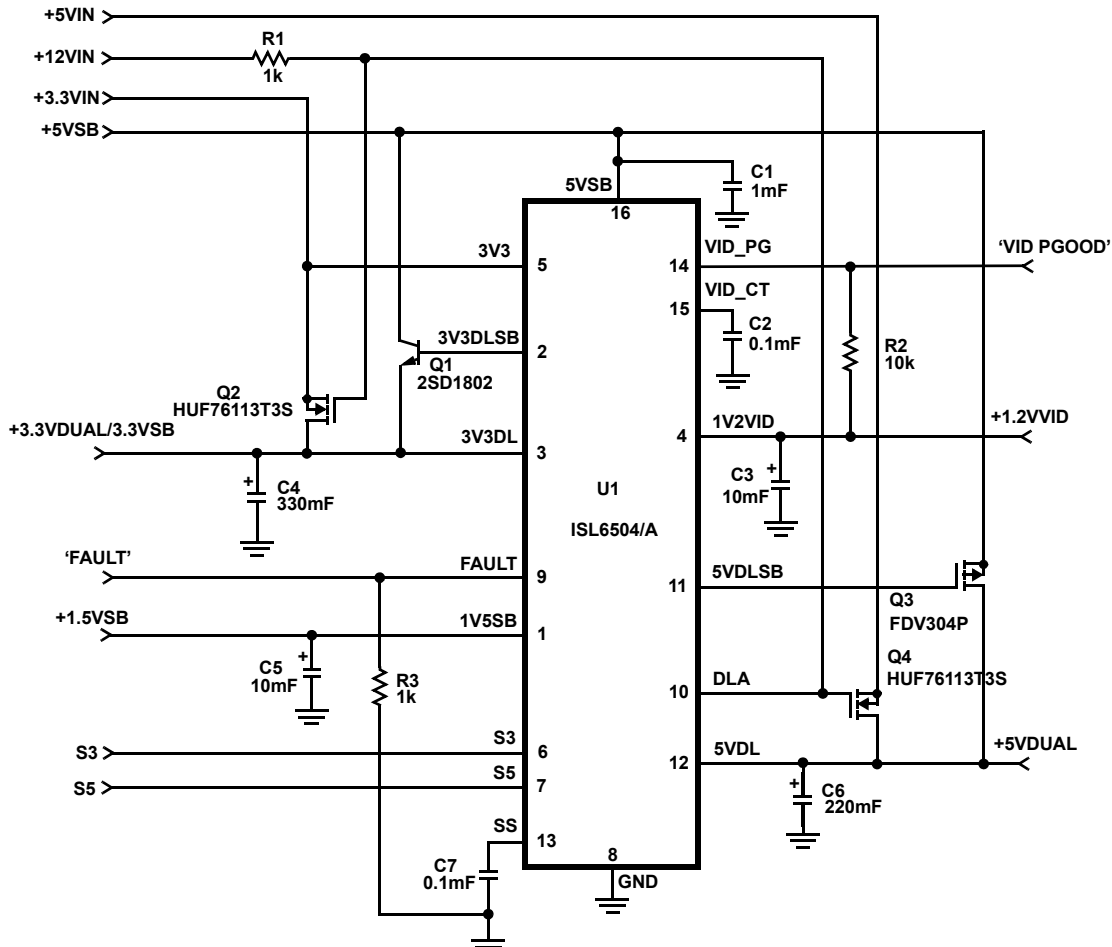 +5VIN
+12VIN
R1
1k
+3.3VIN
+5VSB
5VSB
16
C1
1mF
3V3
5
VID_PG
14
'VID PGOOD'
VID_CT
15
C2
0.1mF
R2
10k
3V3DLSB
2
Q1
2SD1802
Q2
HUF76113T3S
+3.3VDUAL/3.3VSB
3V3DL
3
1V2VID
4
+1.2VVID
C3
10mF
+
C4
330mF
+
U1
ISL6504/A
'FAULT'
FAULT
9
5VDLSB
11
Q3
FDV304P
+1.5VSB
1V5SB
1
C5
10mF
+
R3
1k
Q4
HUF76113T3S
DLA
10
S3
S3
6
5VDL
12
+5VDUAL
S5
S5
7
C6
220mF
+
SS
13
C7
0.1mF
8
GND